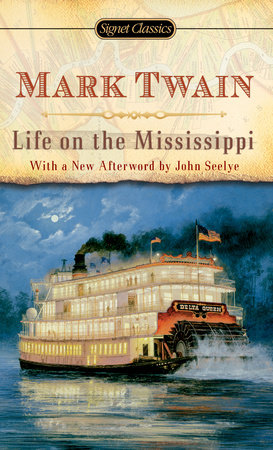 Signet Classics
MARK TWAIN
Life on the Mississippi
With a New Afterword by John Seelye
DELTA QUEEN